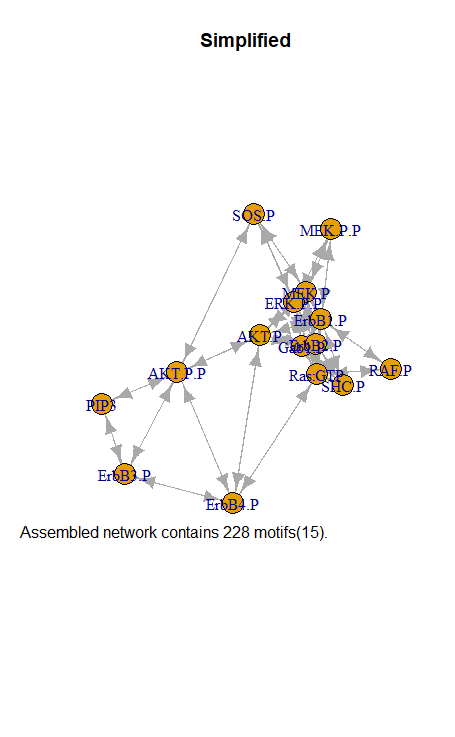 Simplified
SOS.P
MEK.P.P
MEK.P
ERK.P.P
ErbB1.P
AKT.P
Gab1.P
ErbB2.P
AKT.P.P
Ras.GTP
RAF.P
SHC.P
PIP3
ErbB3.P
ErbB4.P
Assembled network contains 228 motifs(15).